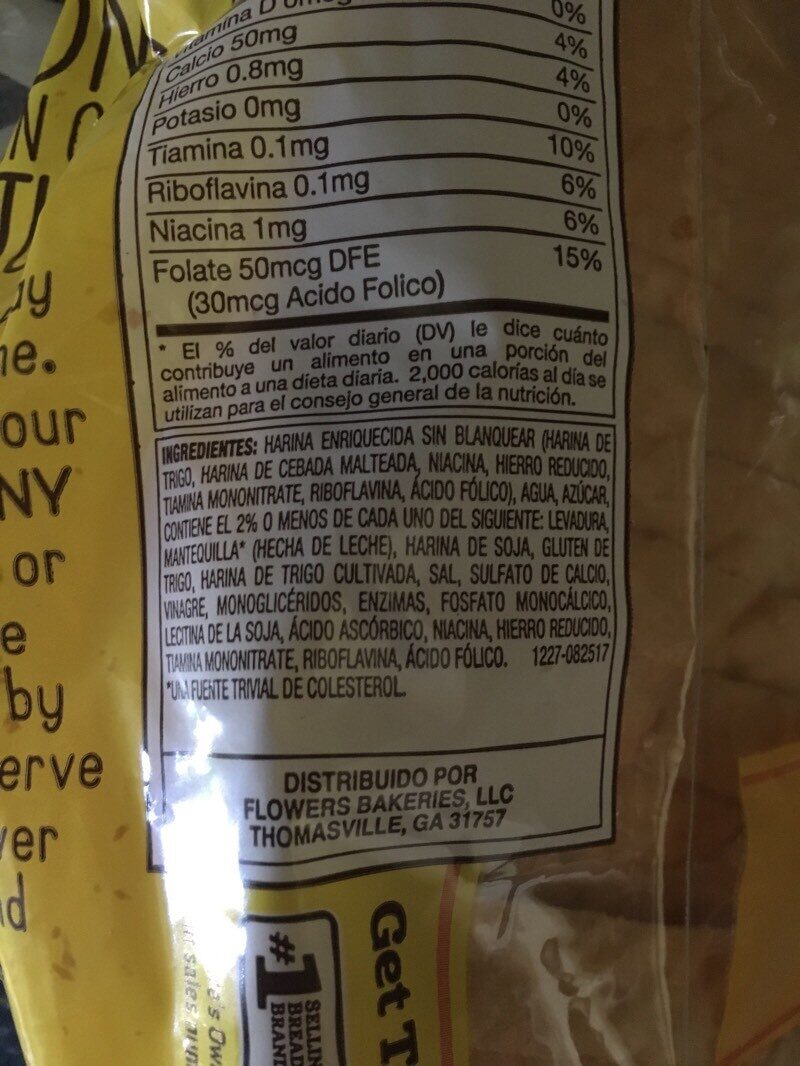 0%
Calcio 50mg 4%
Hierro 0.8mg 4%
Potasio 0mg 0%
Tiamina 0.1mg 10%
Riboflavina 0.1mg 6%
Niacina 1mg 6%
Folate 50mcg DFE 15%
(30mcg Acido Folico)
* El % del valor diario (DV) le dice cuánto
contribuye un alimento en una porción del
alimento a una dieta diaria. 2,000 calorías al día se
utilizan para el consejo general de la nutrición.
INGREDIENTES: HARINA ENRIQUECIDA SIN BLANQUEAR (HARINA DE
TRIGO, HARINA DE CEBADA MALTEADA, NIACINA, HIERRO REDUCIDO,
TIAMINA MONONITRATE, RIBOFLAVINA, ÁCIDO FÓLICO), AGUA, AZÚCAR,
CONTIENE EL 2% O MENOS DE CADA UNO DEL SIGUIENTE: LEVADURA,
MANTEQUILLA* (HECHA DE LECHE), HARINA DE SOJA, GLUTEN DE
TRIGO, HARINA DE TRIGO CULTIVADA, SAL, SULFATO DE CALCIO,
VINAGRE, MONOGLICÉRIDOS, ENZIMAS, FOSFATO MONOCÁLCICO,
LECITINA DE LA SOJA, ÁCIDO ASCÓRBICO, NIACINA, HIERRO REDUCIDO,
TIAMINA MONONITRATE, RIBOFLAVINA, ÁCIDO FÓLICO. 1227-082517
*UNA FUENTE TRIVIAL DE COLESTEROL.
DISTRIBUIDO POR
FLOWERS BAKERIES, LLC
THOMASVILLE, GA 31757
our
NY
or
by
Get
#1
BREAD
sales